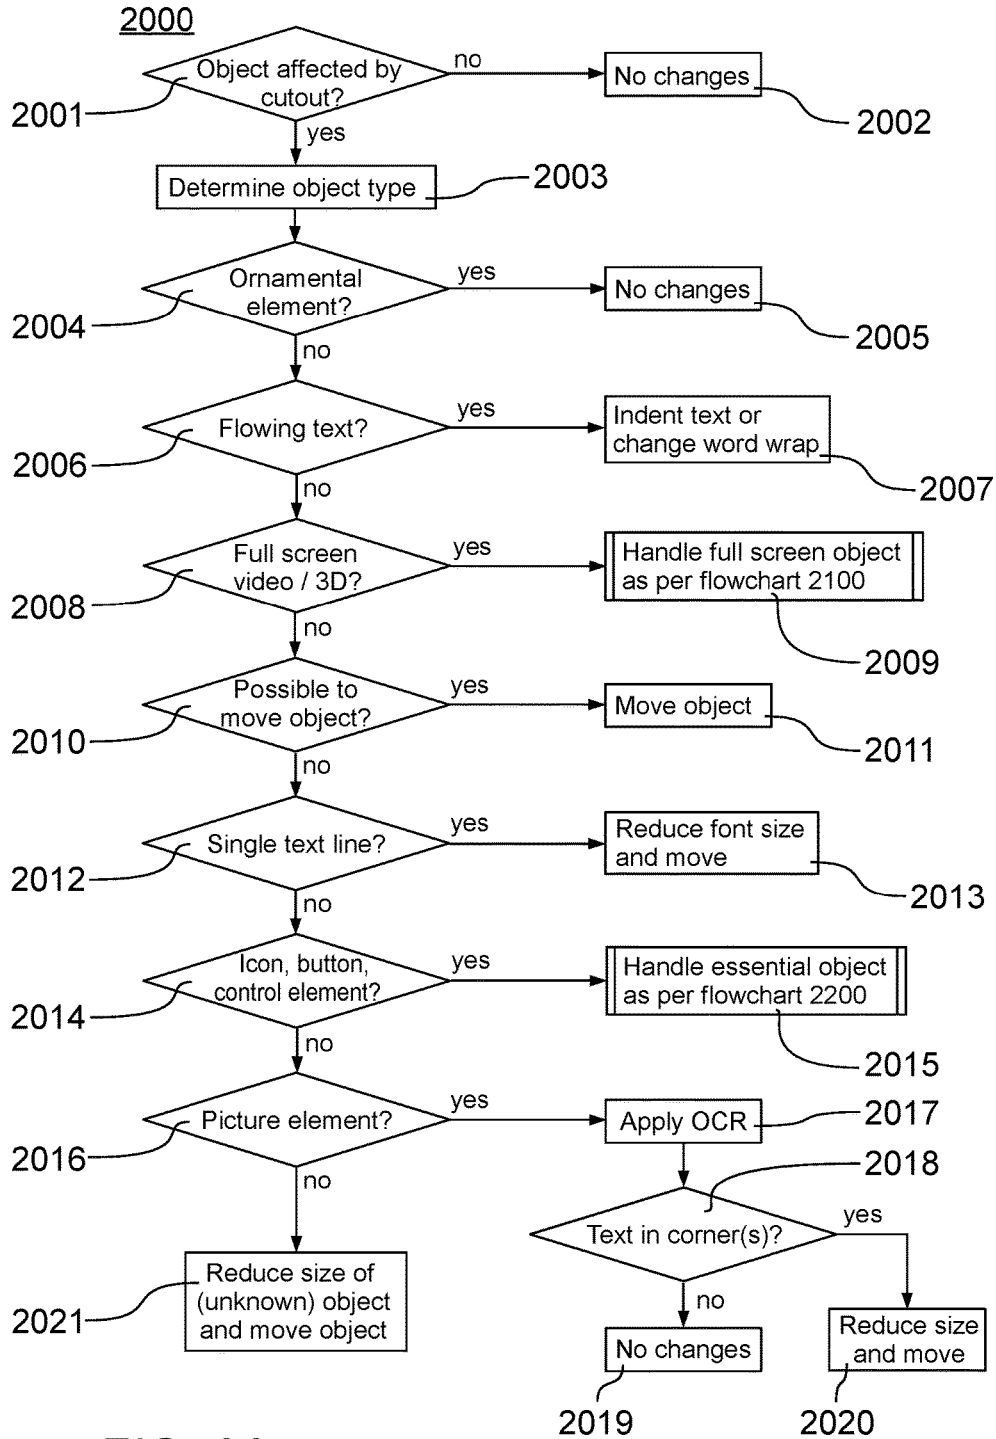 2000
Object affected by
cutout?
2001
no
No changes
2002
yes
Determine object type
2003
Ornamental
element?
2004
yes
No changes
2005
no
Flowing text?
2006
yes
Indent text or
change word wrap
2007
no
Full screen
video / 3D?
2008
yes
Handle full screen object
as per flowchart 2100
2009
no
Possible to
move object?
2010
yes
Move object
2011
no
Single text line?
2012
yes
Reduce font size
and move
2013
no
Icon, button,
control element?
2014
yes
Handle essential object
as per flowchart 2200
2015
no
Picture element?
2016
yes
Apply OCR
2017
2018
Text in corner(s)?
yes
no
Reduce size of
(unknown) object
and move object
2021
no
No changes
2019
Reduce size
and move
2020